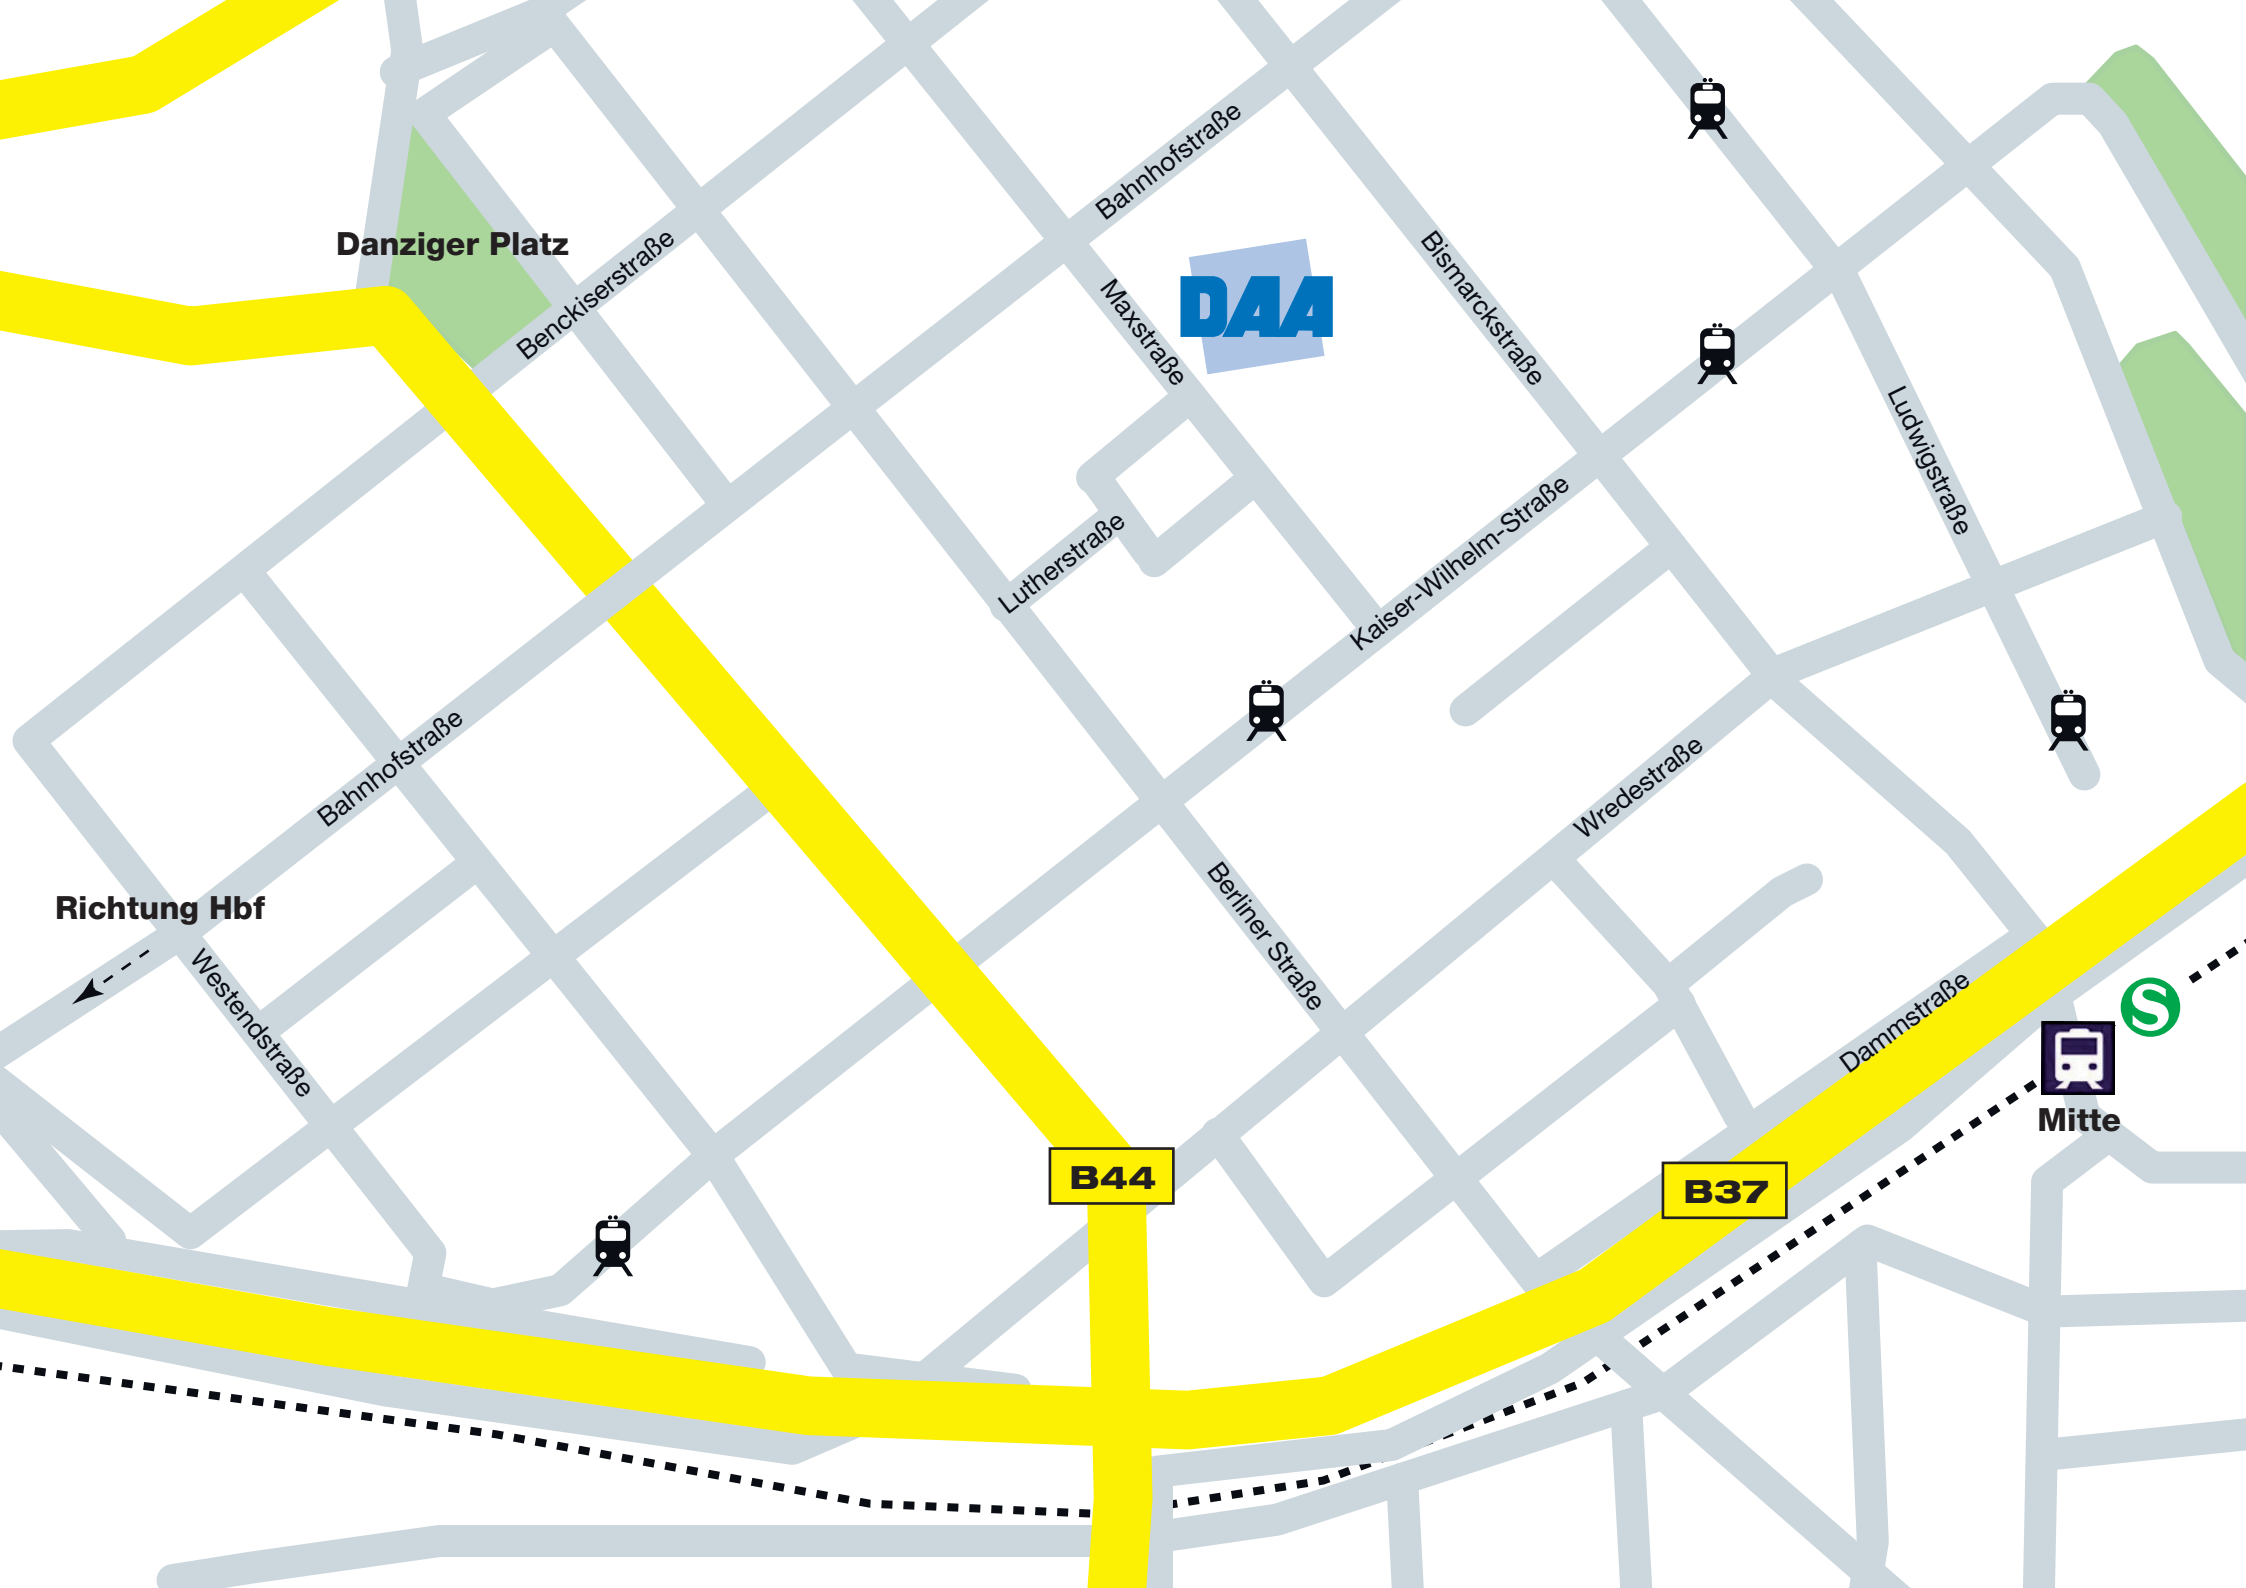 Bahnhofstraße
Danziger Platz
Benckiserstraße
DAA
Maxstraße
Bismarckstraße
Ludwigstraße
Lutherstraße
Kaiser-Wilhelm-Straße
Bahnhofstraße
Wredestraße
Richtung Hbf
Westendstraße
Berliner Straße
Dammstraße
S
Mitte
B44
B37